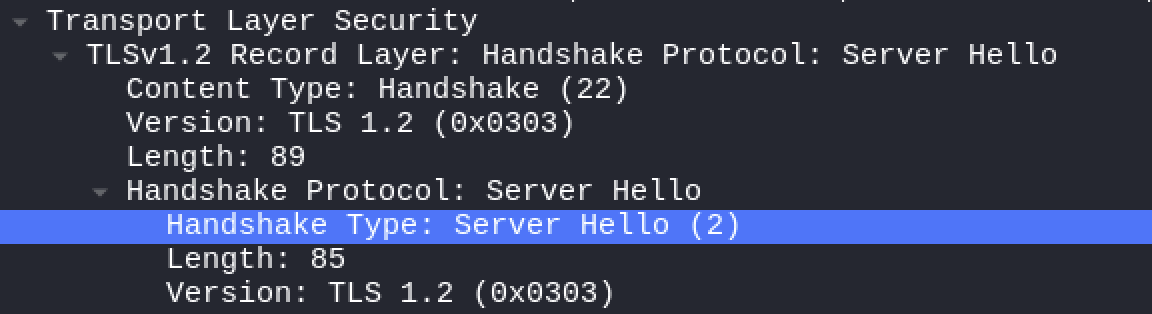 Transport Layer Security
TLSv1.2 Record Layer: Handshake Protocol: Server Hello
Content Type: Handshake (22)
Version: TLS 1.2 (0x0303)
Length: 89
Handshake Protocol: Server Hello
Handshake Type: Server Hello (2)
Length: 85
Version: TLS 1.2 (0x0303)